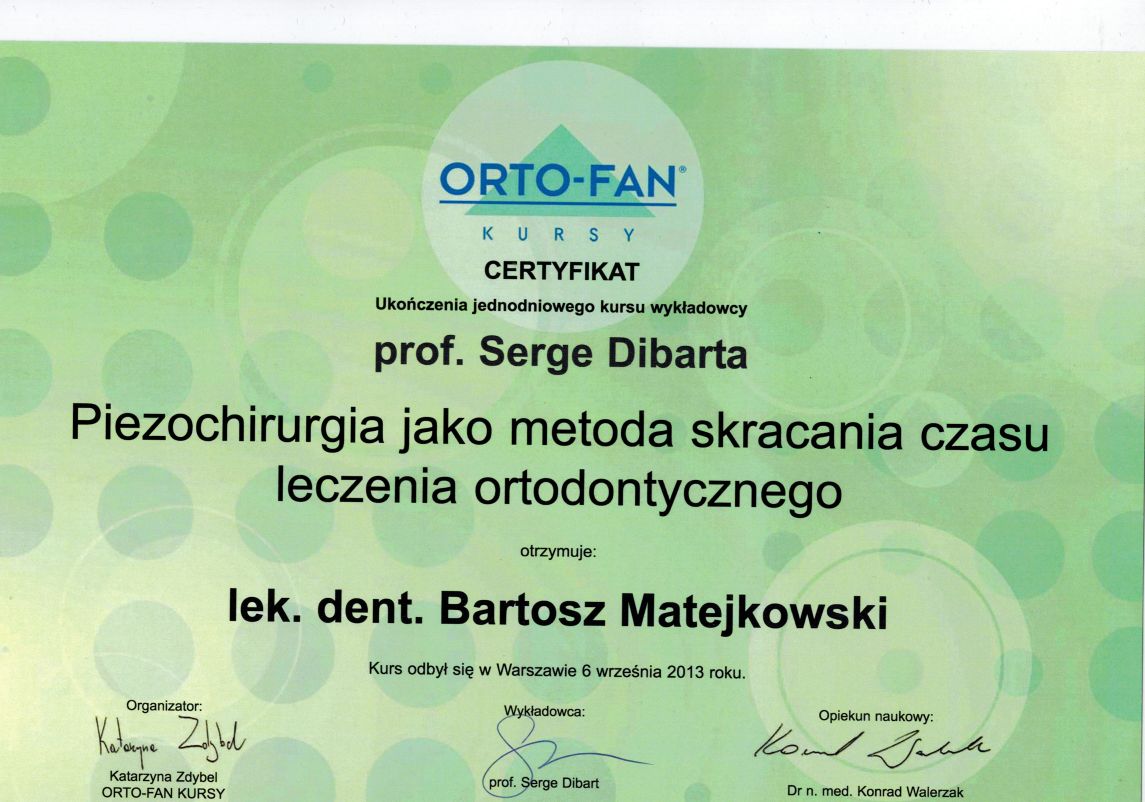 ORTO-FAN®
KURSY
CERTYFIKAT
Ukończenia jednodniowego kursu wykładowcy
prof. Serge Dibarta
Piezochirurgia jako metoda skracania czasu
leczenia ortodontycznego
otrzymuje:
lek. dent. Bartosz Matejkowski
Kurs odbył się w Warszawie 6 września 2013 roku.
Organizator:
Katarzyna Zdybel
Katarzyna Zdybel
ORTO-FAN KURSY
Wykładowca:
prof. Serge Dibart
Opiekun naukowy:
Dr n. med. Konrad Walerzak